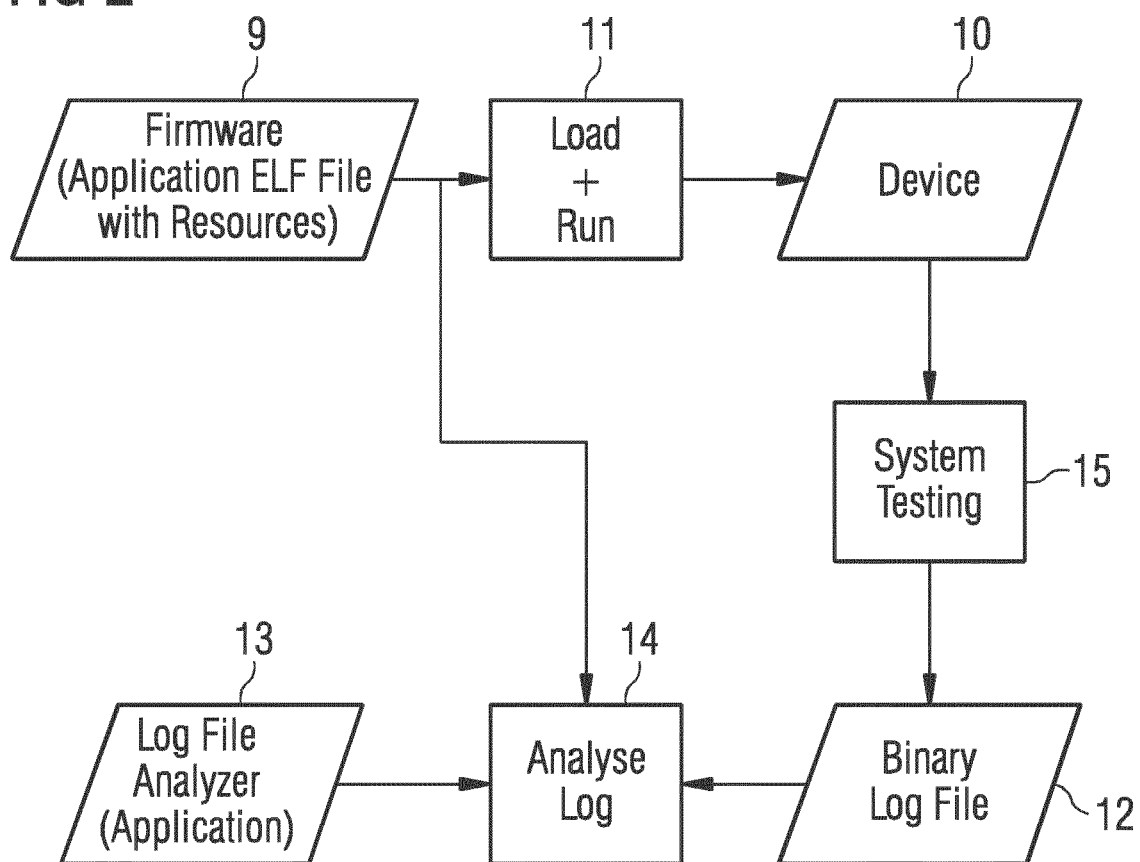 9
11
10
Firmware
(Application ELF File
with Resources)
Load
+
Run
Device
System
Testing
15
13
14
Log File
Analyzer
(Application)
Analyse
Log
Binary
Log File
12